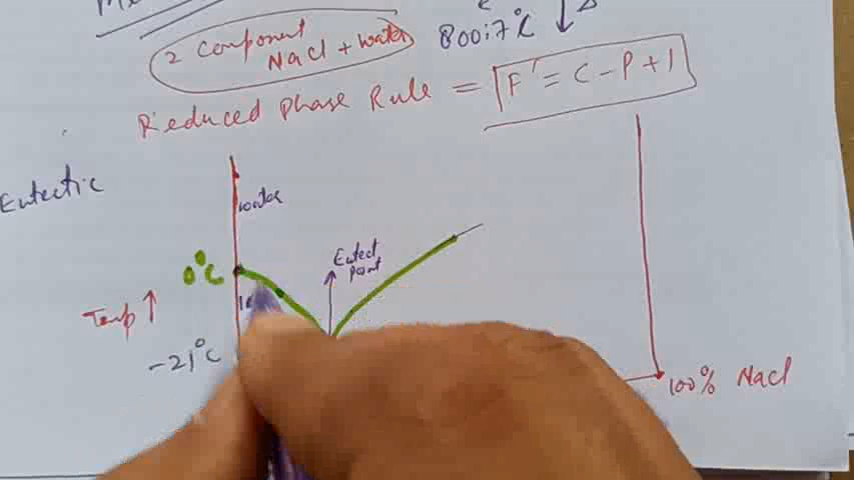 800.7°C
2 component
NaCl + water
Reduced Phase Rule = F' = C - P + 1
Eutectic
water
Eutect
point
0°C
Temp ↑
-21°C
100% NaCl